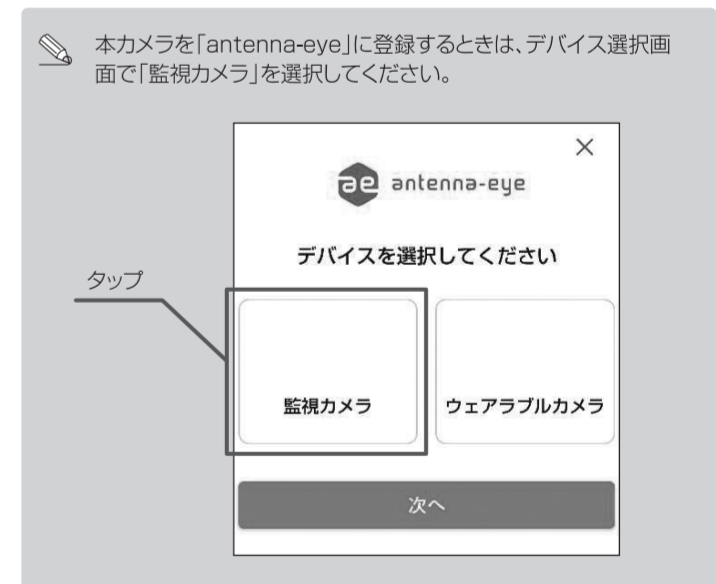 本カメラを「antenna-eye」に登録するときは、デバイス選択画
面で「監視カメラ」を選択してください。
×
ae antenna-eye
デバイスを選択してください
タップ
監視カメラ
ウェアラブルカメラ
次へ